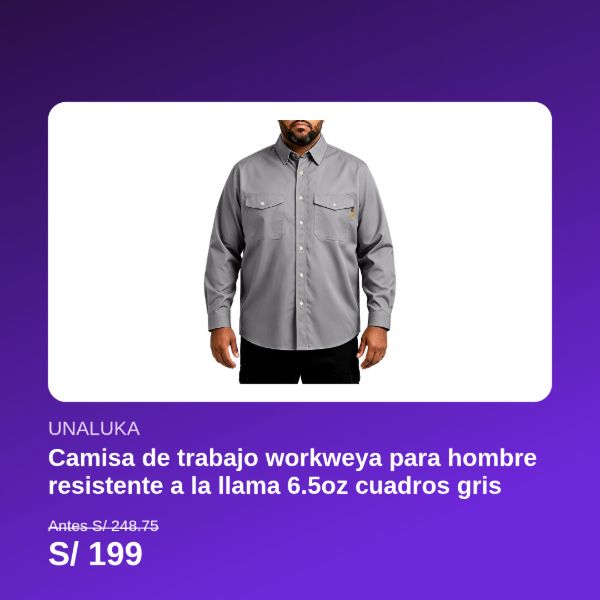 UNALUKA
Camisa de trabajo workweya para hombre
resistente a la llama 6.5oz cuadros gris
Antes S/ 248.75
S/ 199